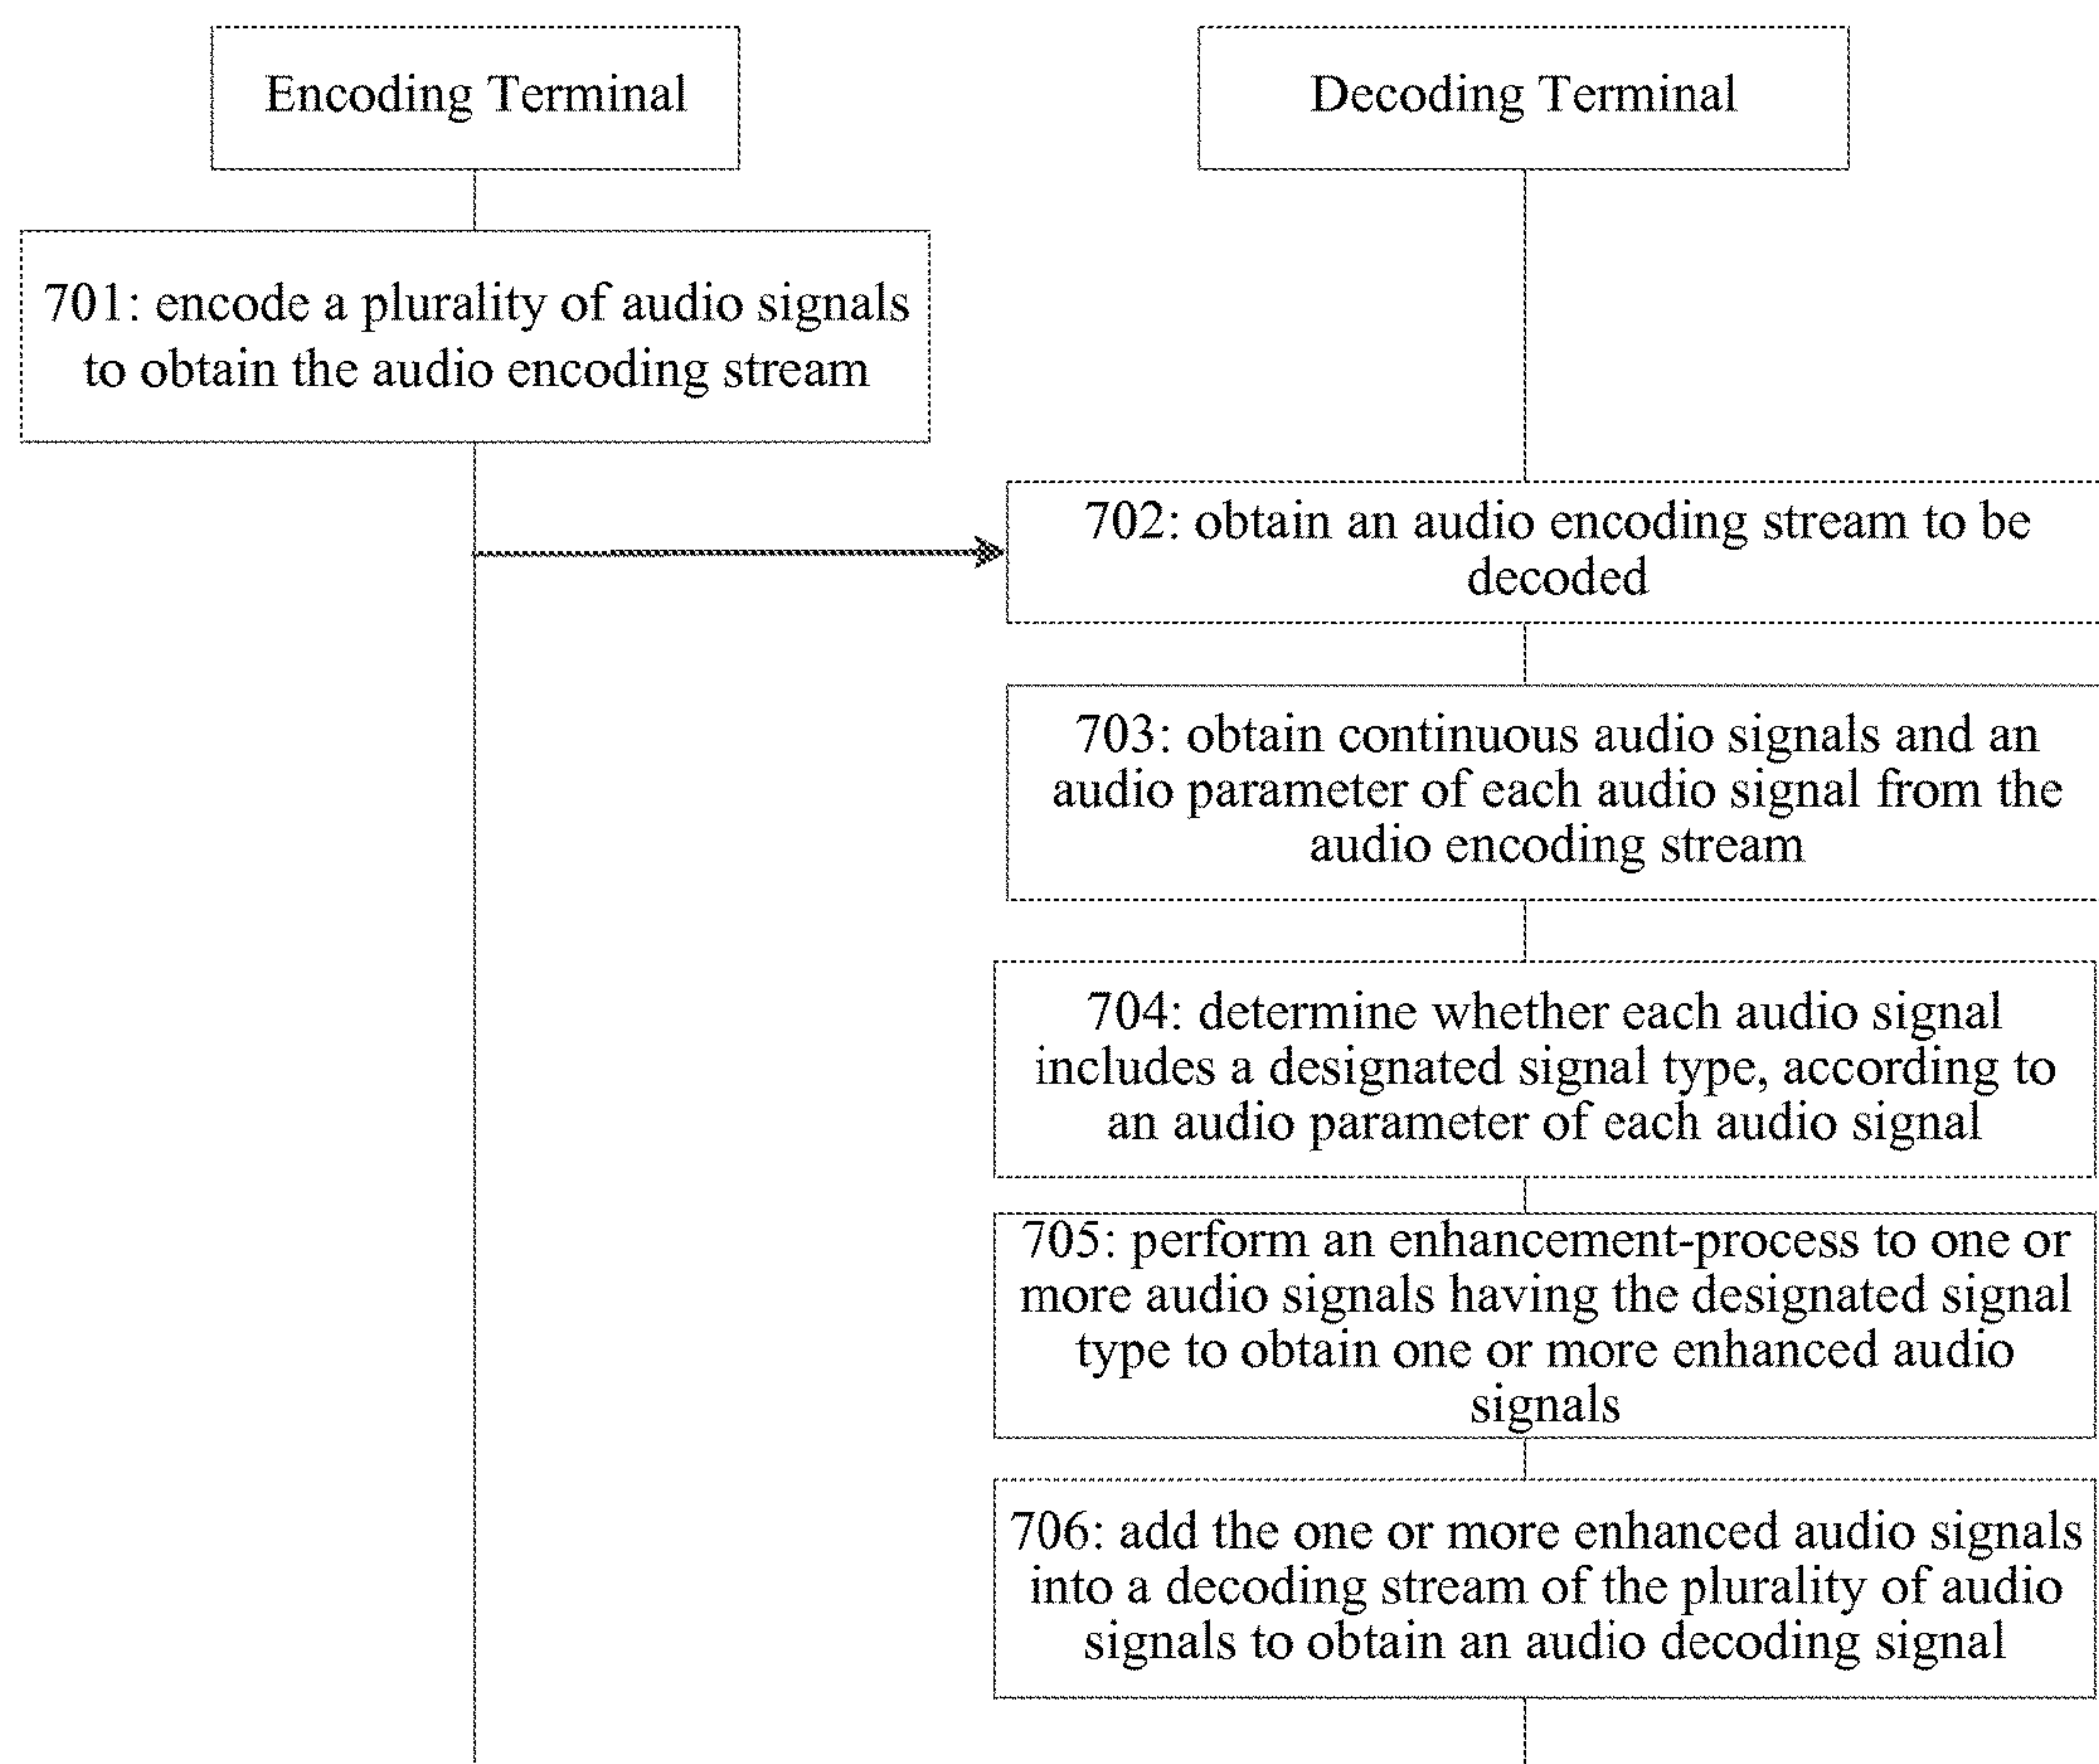 Encoding Terminal
Decoding Terminal
701: encode a plurality of audio signals
to obtain the audio encoding stream
702: obtain an audio encoding stream to be
decoded
703: obtain continuous audio signals and an
audio parameter of each audio signal from the
audio encoding stream
704: determine whether each audio signal
includes a designated signal type, according to
an audio parameter of each audio signal
705: perform an enhancement-process to one or
more audio signals having the designated signal
type to obtain one or more enhanced audio
signals
706: add the one or more enhanced audio signals
into a decoding stream of the plurality of audio
signals to obtain an audio decoding signal